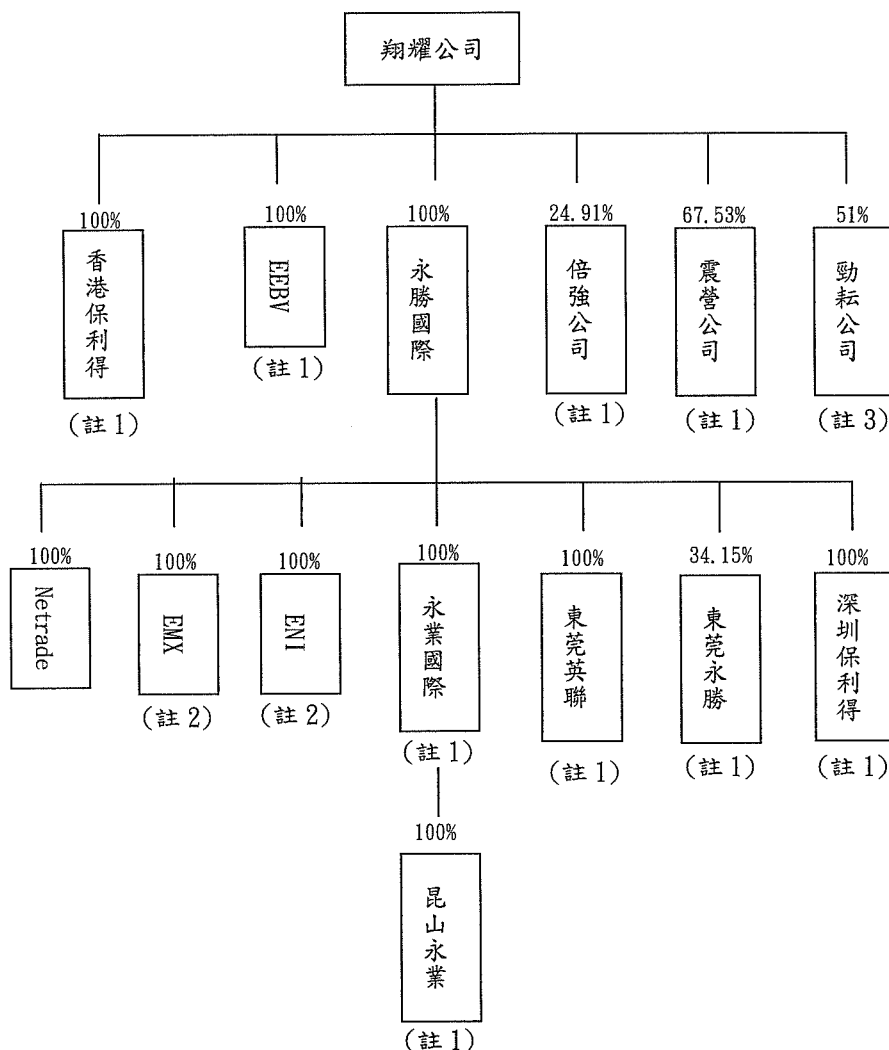 翔耀公司
100%
香港保利得
(註1)
100%
EEBV
(註1)
100%
永勝國際
24.91%
倍強公司
(註1)
67.53%
震營公司
(註1)
51%
勁耘公司
(註3)
100%
Netrade
100%
EMX
(註2)
100%
ENI
(註2)
100%
永業國際
(註1)
100%
東莞英聯
(註1)
34.15%
東莞永勝
(註1)
100%
深圳保利得
(註1)
100%
昆山永業
(註1)